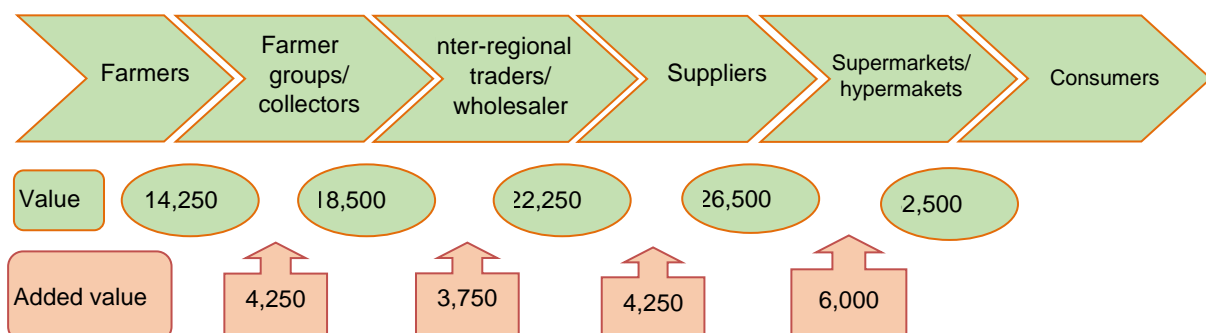 Farmers
Farmer
groups/
collectors
nter-regional
traders/
wholesaler
Suppliers
Supermarkets/
hypermakets
Consumers
Value
14,250
18,500
22,250
26,500
2,500
Added value
4,250
3,750
4,250
6,000